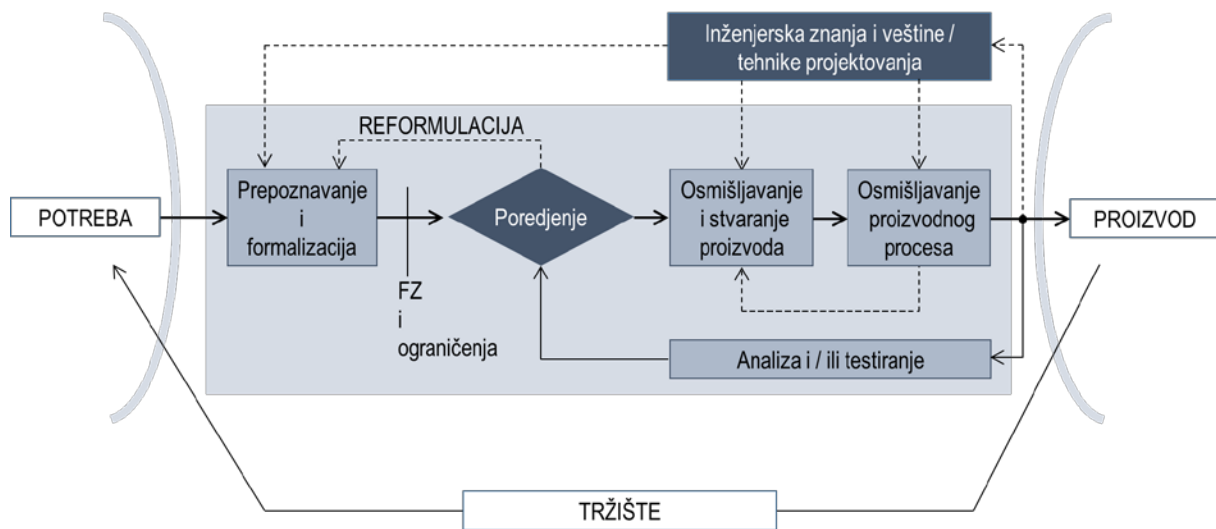 Inženjerska znanja i veštine /
tehnike projektovanja
REFORMULACIJA
POTREBA
Prepoznavanje
i
formalizacija
Poredjenje
Osmišljavanje
i stvaranje
proizvoda
Osmišljavanje
proizvodnog
procesa
PROIZVOD
FZ
i
ograničenja
Analiza i / ili testiranje
TRŽIŠTE